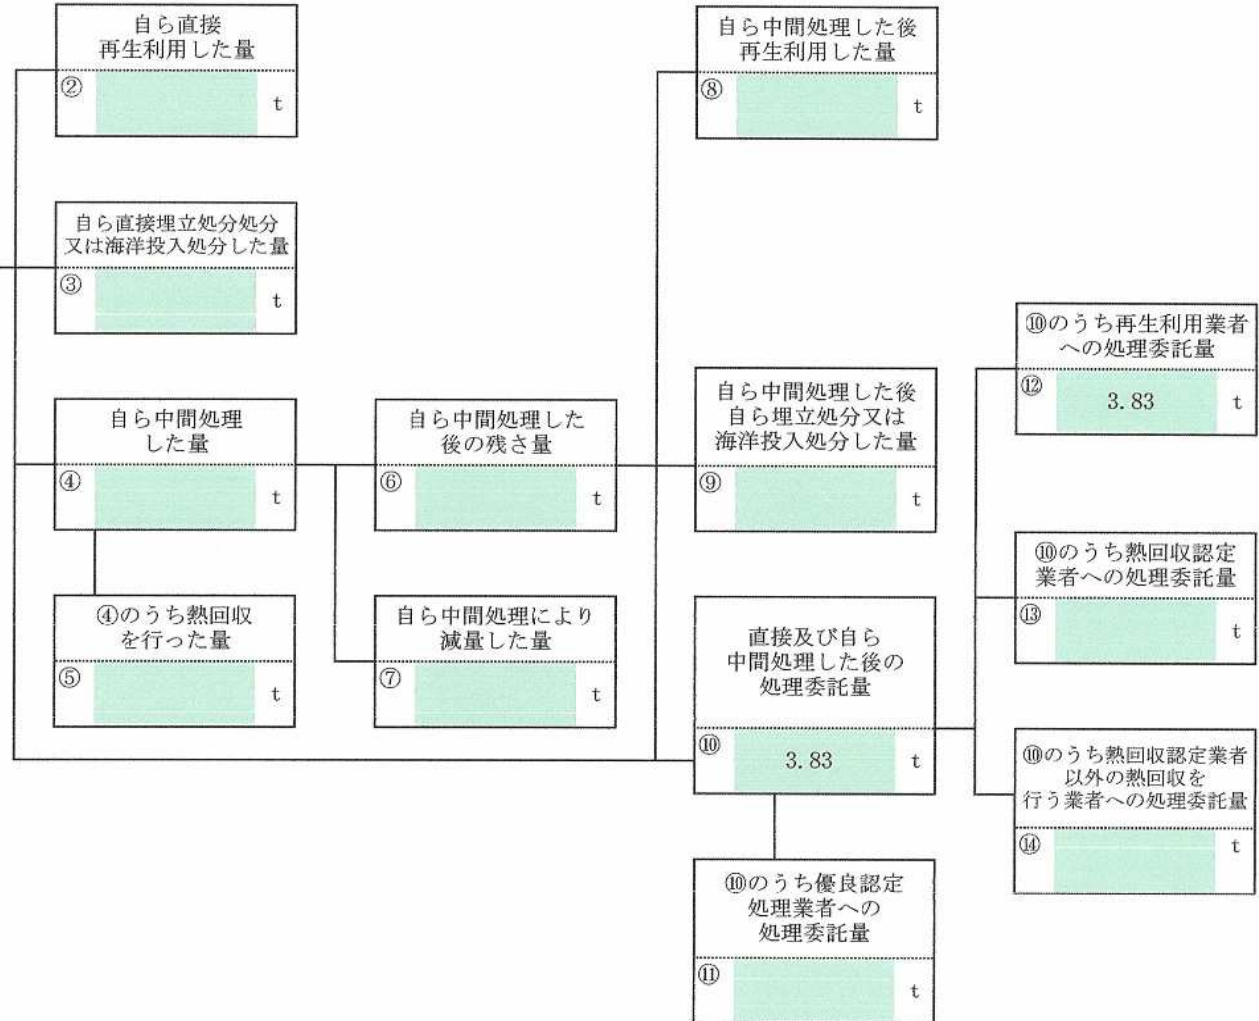 自ら直接
再生利用した量
②
t
自ら直接埋立処分処分
又は海洋投入処分した量
③
t
自ら中間処理
した量
④
t
④のうち熱回収
を行った量
⑤
t
自ら中間処理した
後の残さ量
⑥
t
自ら中間処理により
減量した量
⑦
t
自ら中間処理した後
再生利用した量
⑧
t
自ら中間処理した後
自ら埋立処分又は
海洋投入処分した量
⑨
t
直接及び自ら
中間処理した後の
処理委託量
⑩ 3.83 t
⑩のうち優良認定
処理業者への
処理委託量
⑪
t
⑩のうち再生利用業者
への処理委託量
⑫ 3.83 t
⑩のうち熱回収認定
業者への処理委託量
⑬
t
⑩のうち熱回収認定業者
以外の熱回収を
行う業者への処理委託量
⑭
t